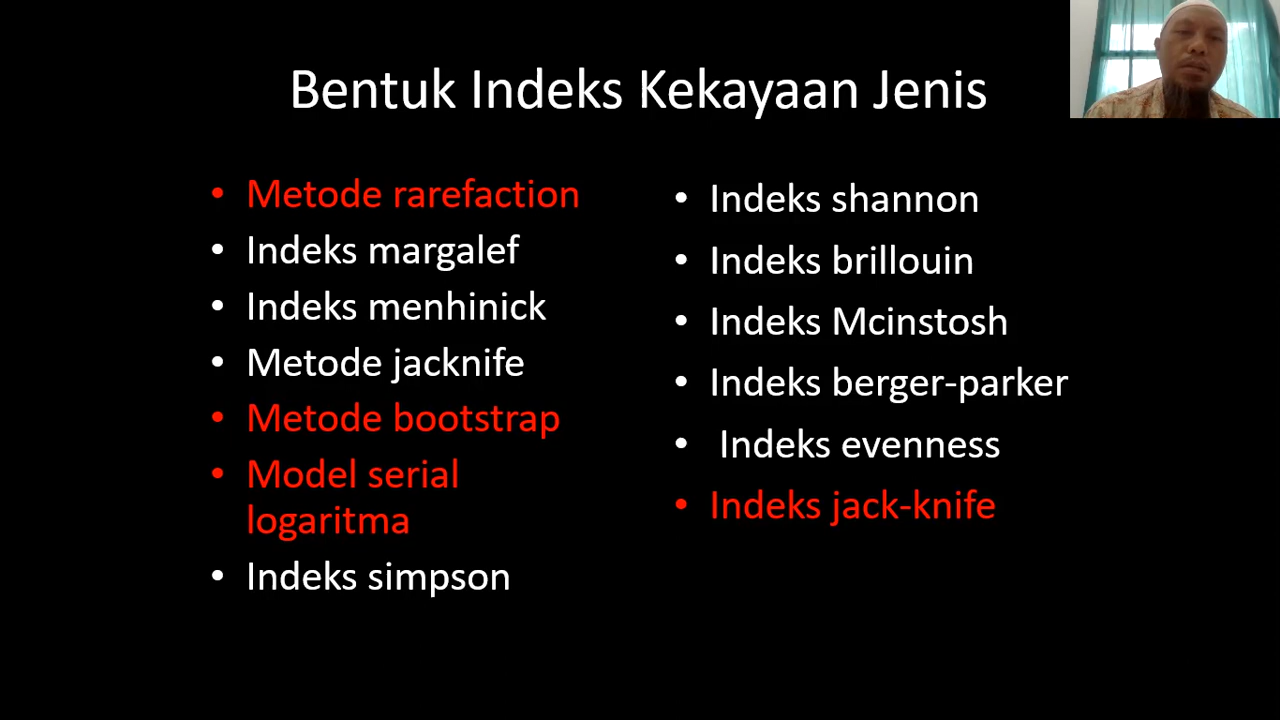 Bentuk Indeks Kekayaan Jenis
• Metode rarefaction
• Indeks margalef
• Indeks menhinick
• Metode jacknife
• Metode bootstrap
• Model serial
logaritma
• Indeks simpson
• Indeks shannon
• Indeks brillouin
• Indeks Mcinstosh
• Indeks berger-parker
• Indeks evenness
• Indeks jack-knife